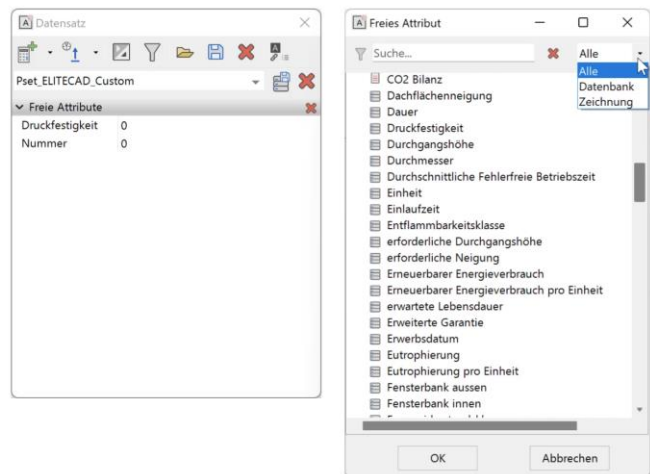 Datensatz
Pset_ELITECAD_Custom
Freie Attribute
Druckfestigkeit 0
Nummer 0
Freies Attribut
Suche...
Alle
Alle
Datenbank
Zeichnung
CO2 Bilanz
Dachflächenneigung
Dauer
Druckfestigkeit
Durchgangshöhe
Durchmesser
Durchschnittliche Fehlerfreie Betriebszeit
Einheit
Einlaufzeit
Entflammbarkeitsklasse
erforderliche Durchgangshöhe
erforderliche Neigung
Erneuerbarer Energieverbrauch
Erneuerbarer Energieverbrauch pro Einheit
erwartete Lebensdauer
Erweiterte Garantie
Erwerbsdatum
Eutrophierung
Eutrophierung pro Einheit
Fensterbank aussen
Fensterbank innen
OK
Abbrechen